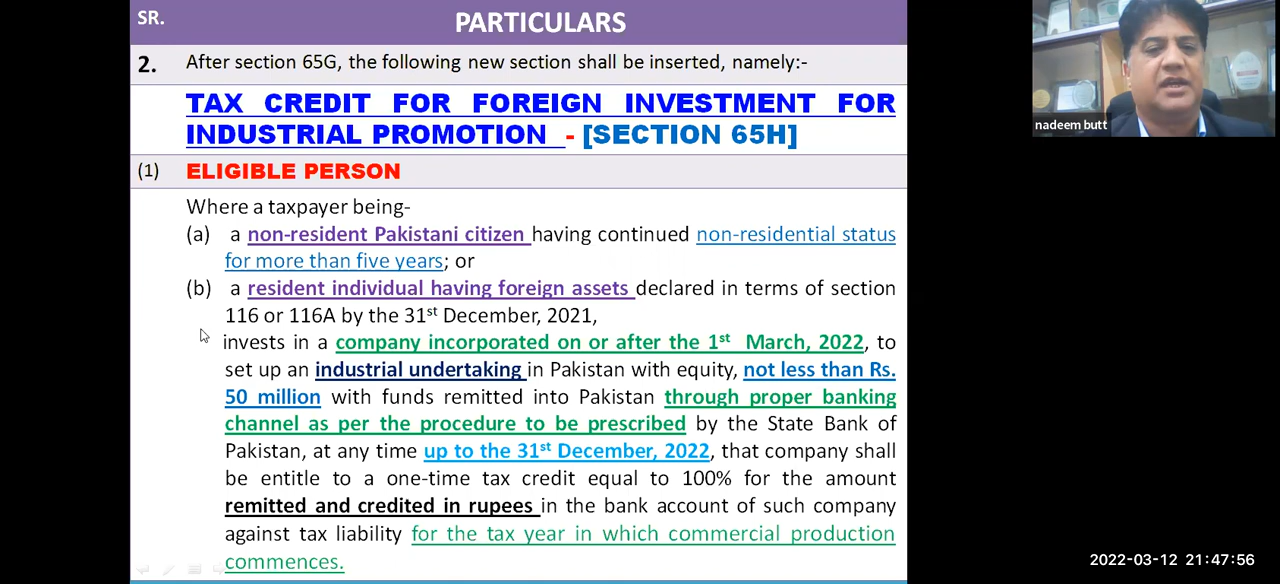 SR. PARTICULARS
2. After section 65G, the following new section shall be inserted, namely:-
TAX CREDIT FOR FOREIGN INVESTMENT FOR
INDUSTRIAL PROMOTION - [SECTION 65H]
(1) ELIGIBLE PERSON
Where a taxpayer being-
(a) a non-resident Pakistani citizen having continued non-residential status
for more than five years; or
(b) a resident individual having foreign assets declared in terms of section
116 or 116A by the 31st December, 2021,
invests in a company incorporated on or after the 1st March, 2022, to
set up an industrial undertaking in Pakistan with equity, not less than Rs.
50 million with funds remitted into Pakistan through proper banking
channel as per the procedure to be prescribed by the State Bank of
Pakistan, at any time up to the 31st December, 2022, that company shall
be entitle to a one-time tax credit equal to 100% for the amount
remitted and credited in rupees in the bank account of such company
against tax liability for the tax year in which commercial production
commences.
nadeem butt
2022-03-12 21:47:56